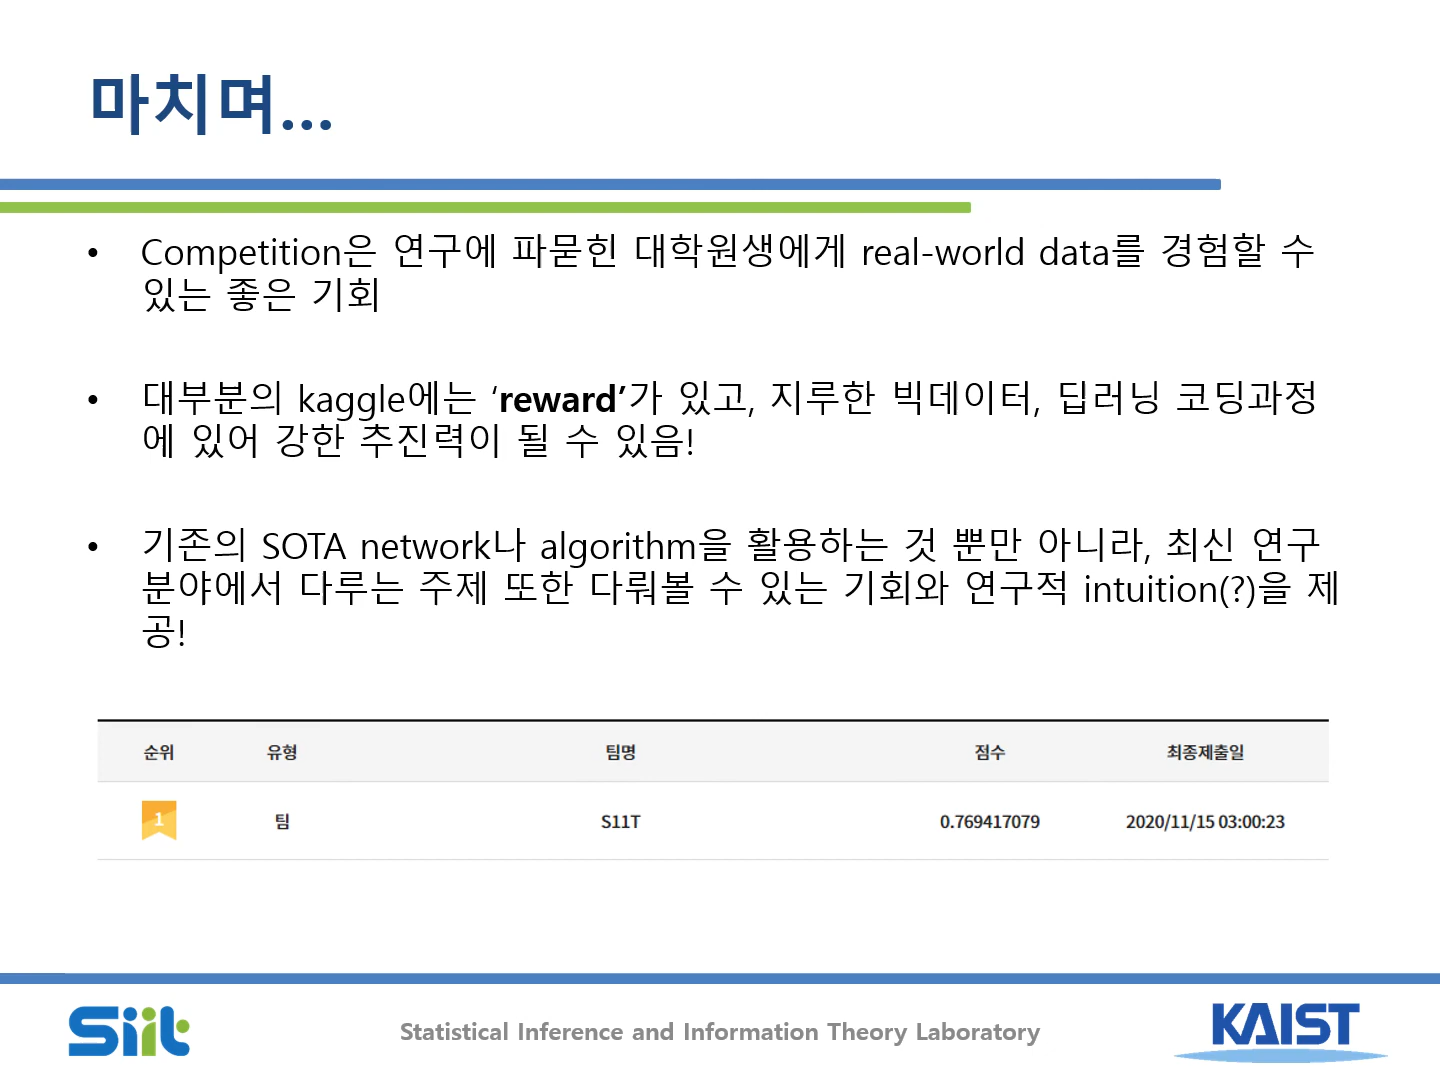 마치며...
• Competition은 연구에 파묻힌 대학원생에게 real-world data를 경험할 수
있는 좋은 기회
• 대부분의 kaggle에는 ‘reward’가 있고, 지루한 빅데이터, 딥러닝 코딩과정
에 있어 강한 추진력이 될 수 있음!
• 기존의 SOTA network나 algorithm을 활용하는 것 뿐만 아니라, 최신 연구
분야에서 다루는 주제 또한 다뤄볼 수 있는 기회와 연구적 intuition(?)을 제
공!
순위 유형 팀명 점수 최종제출일
1 팀 S11T 0.769417079 2020/11/15 03:00:23
Siit Statistical Inference and Information Theory Laboratory KAIST